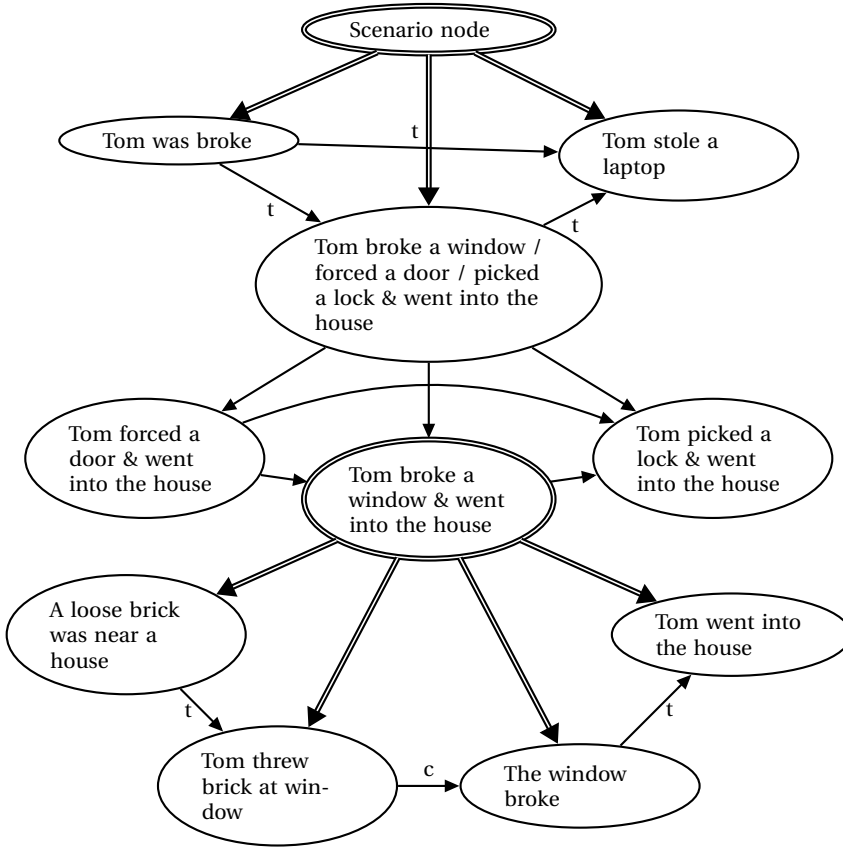 Scenario node
Tom was broke
t
Tom stole a
laptop
t
t
Tom broke a window /
forced a door / picked
a lock & went into the
house
Tom forced a
door & went
into the house
Tom broke a
window & went
into the house
Tom picked a
lock & went
into the house
A loose brick
was near a
house
Tom went into
the house
t
t
Tom threw
brick at win-
dow
c
The window
broke